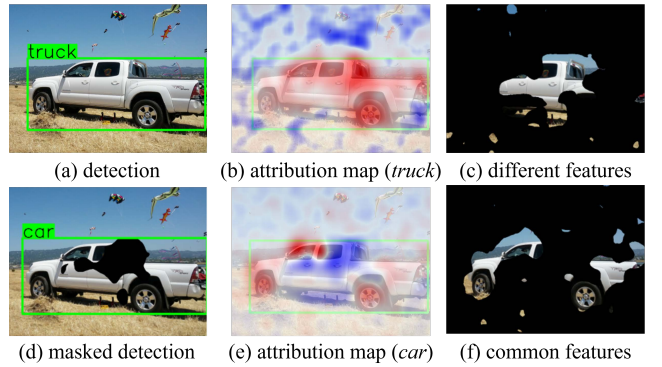 truck
(a) detection
(b) attribution map (truck)
(c) different features
car
(d) masked detection
(e) attribution map (car)
(f) common features